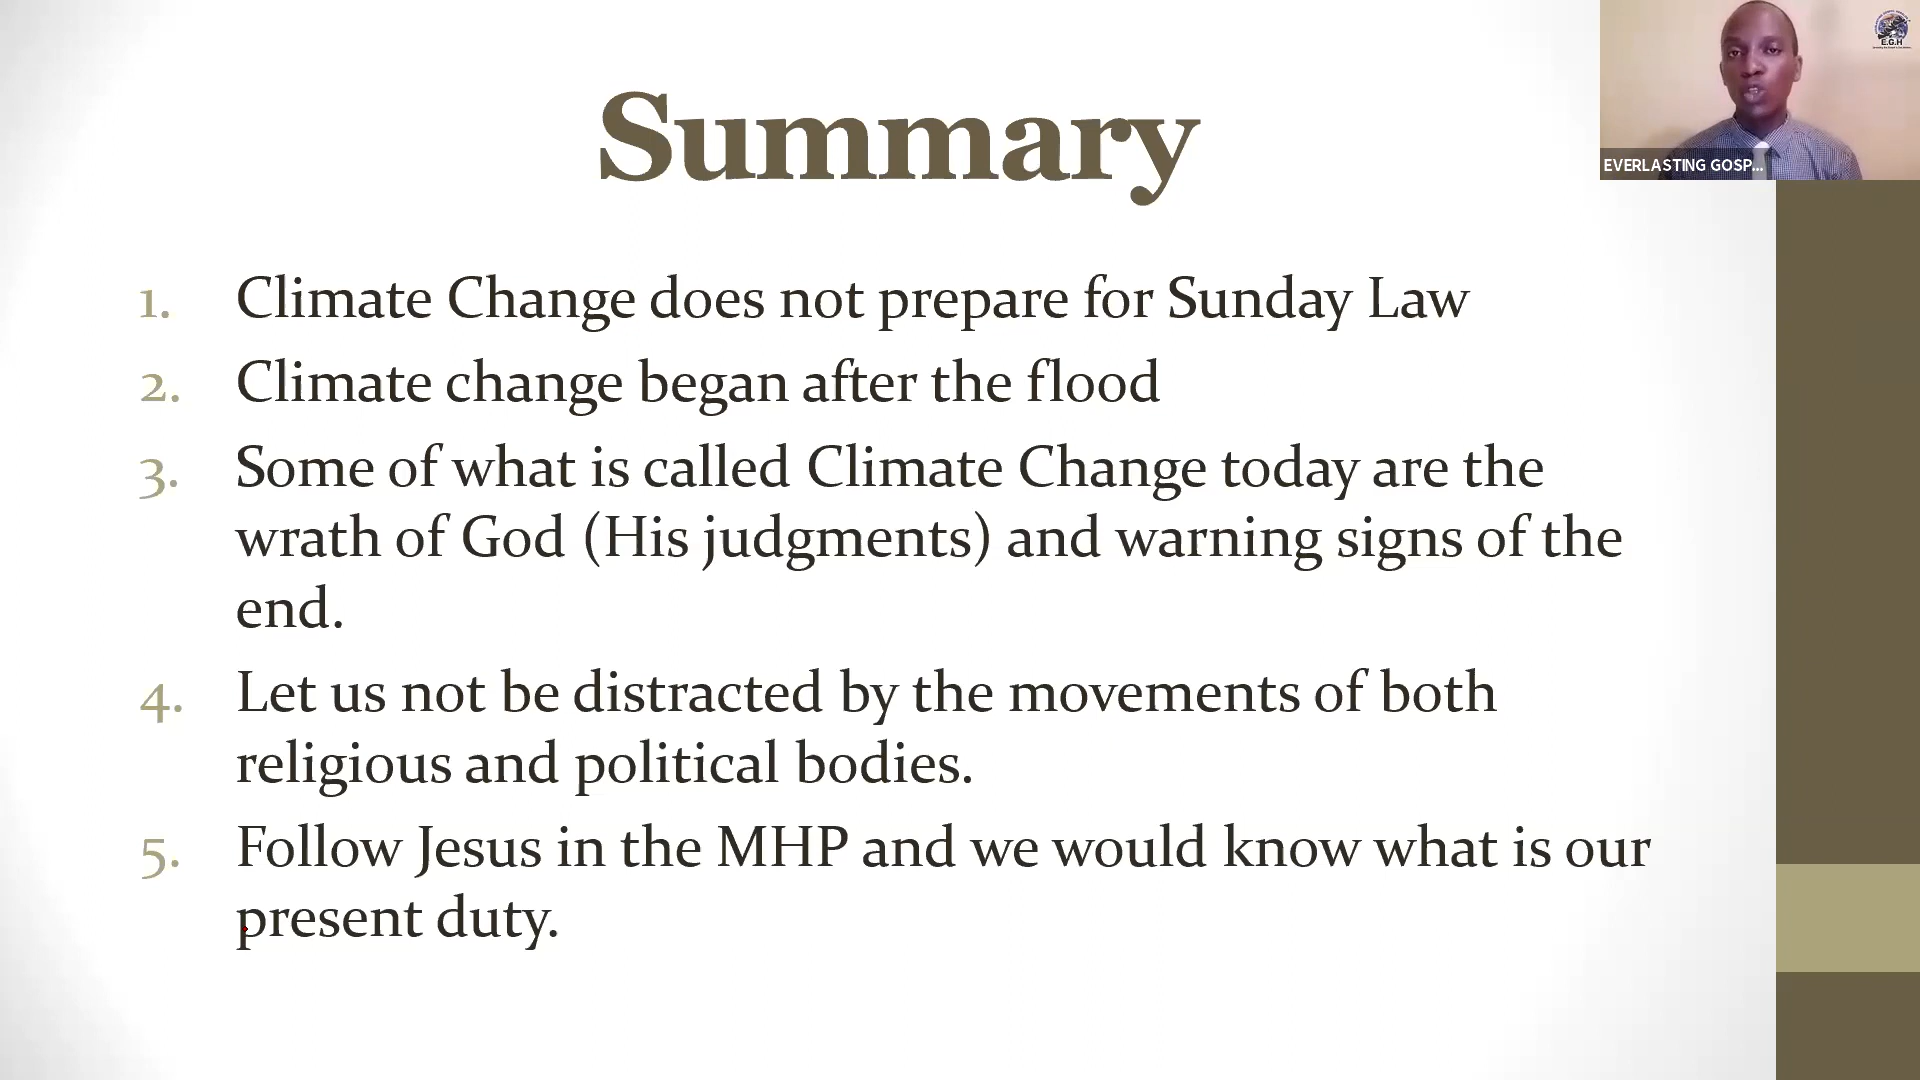 Summary
E.G.H
EVERLASTING GOSP...
1. Climate Change does not prepare for Sunday Law
2. Climate change began after the flood
3. Some of what is called Climate Change today are the
wrath of God (His judgments) and warning signs of the
end.
4. Let us not be distracted by the movements of both
religious and political bodies.
5. Follow Jesus in the MHP and we would know what is our
present duty.